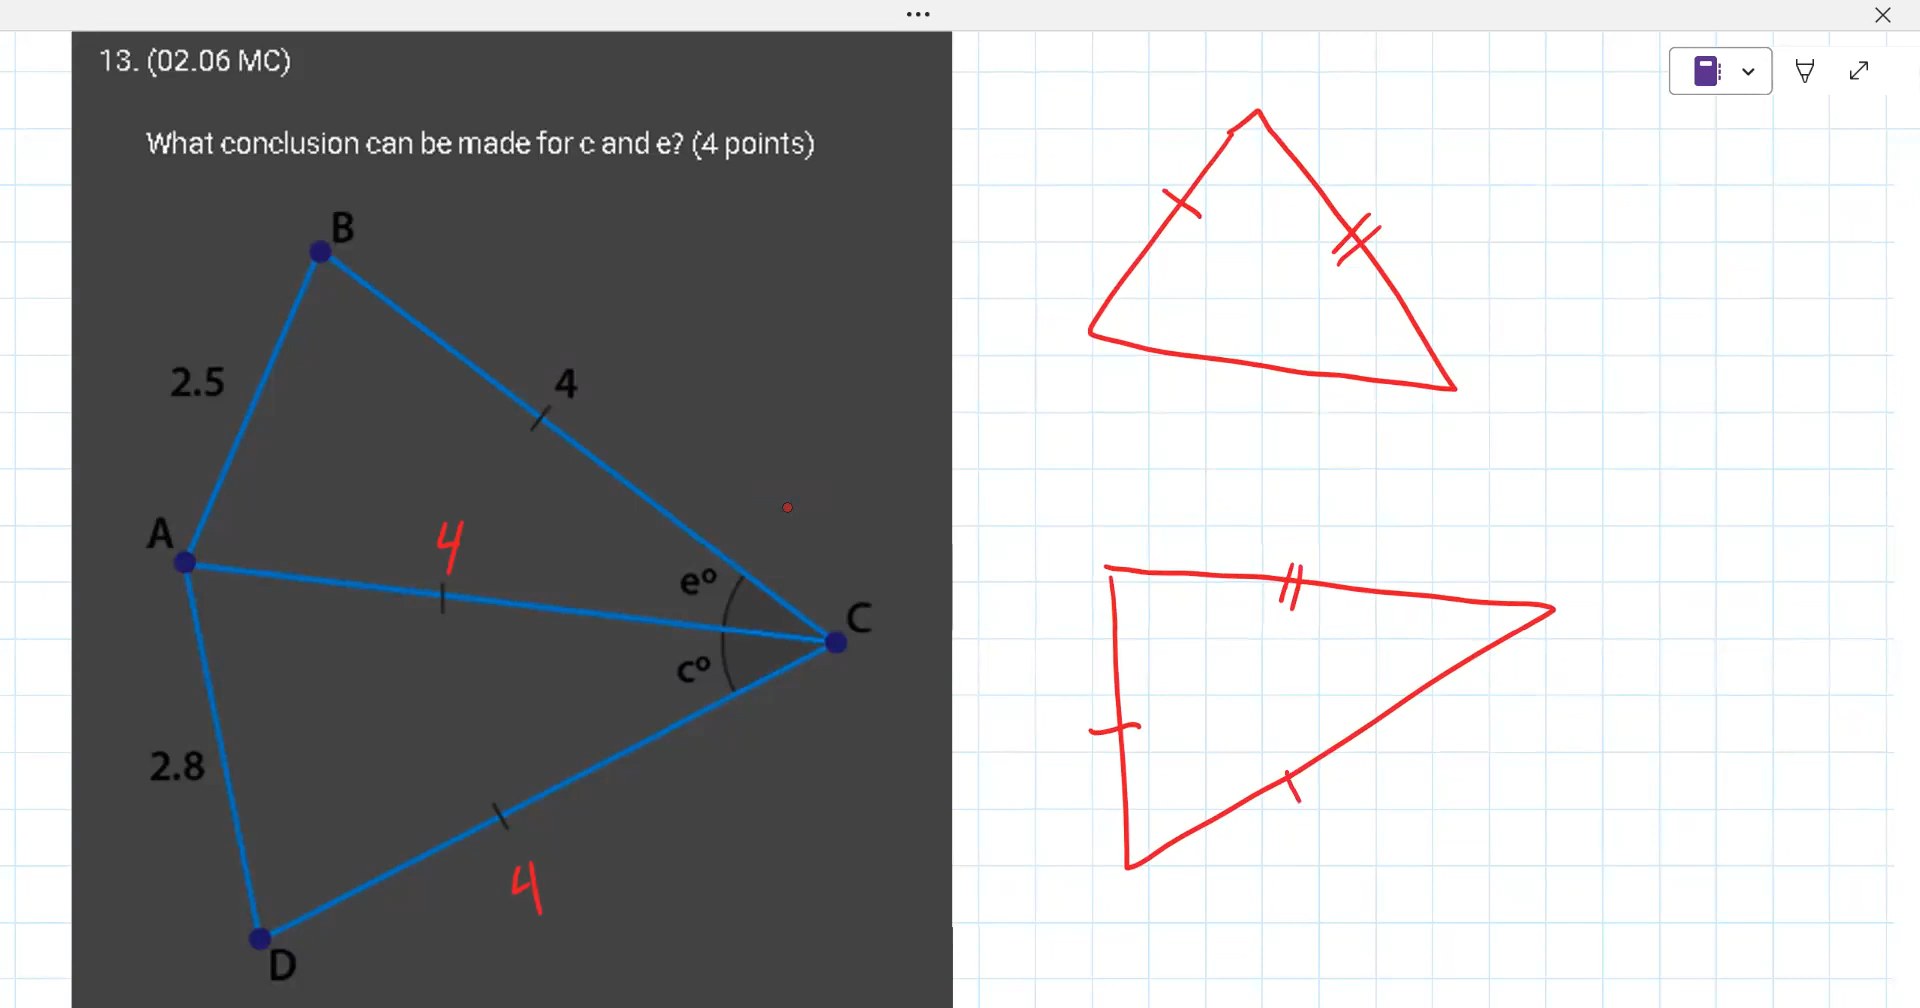 13. (02.06 MC)
What conclusion can be made for c and e? (4 points)
B
2.5
4
A
4
e°
C
c°
2.8
4
D